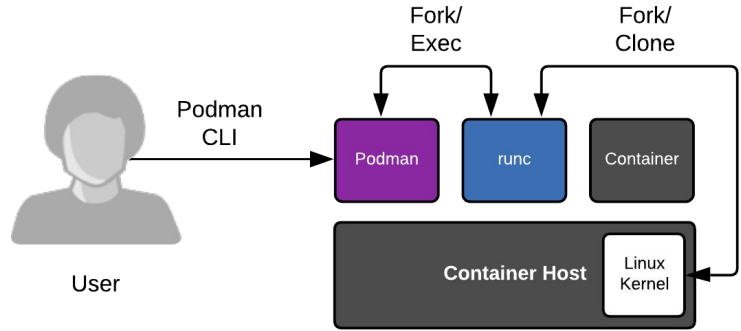 Fork/
Exec
Fork/
Clone
Podman
CLI
Podman
runc
Container
Container Host
Linux
Kernel
User